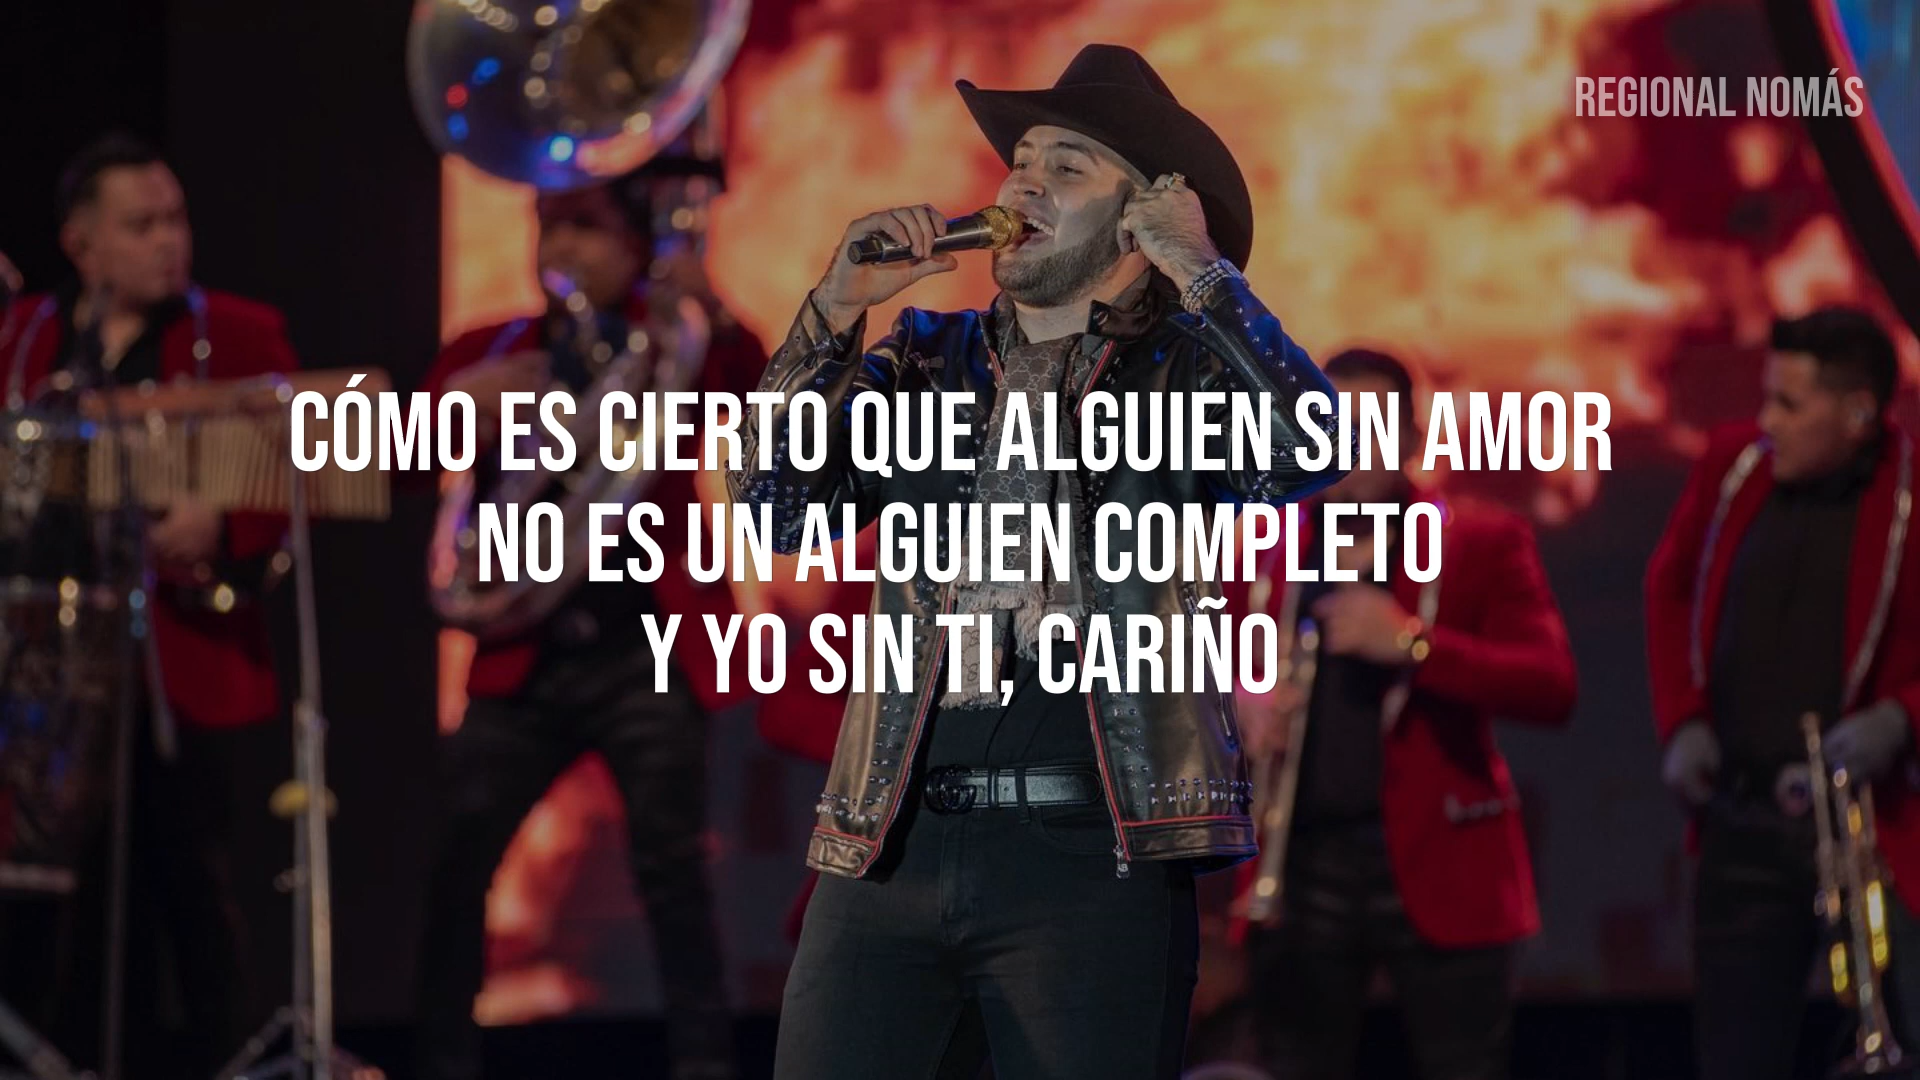 REGIONAL NOMÁS
CÓMO ES CIERTO QUE ALGUIEN SIN AMOR
NO ES UN ALGUIEN COMPLETO
Y YO SIN TI, CARIÑO